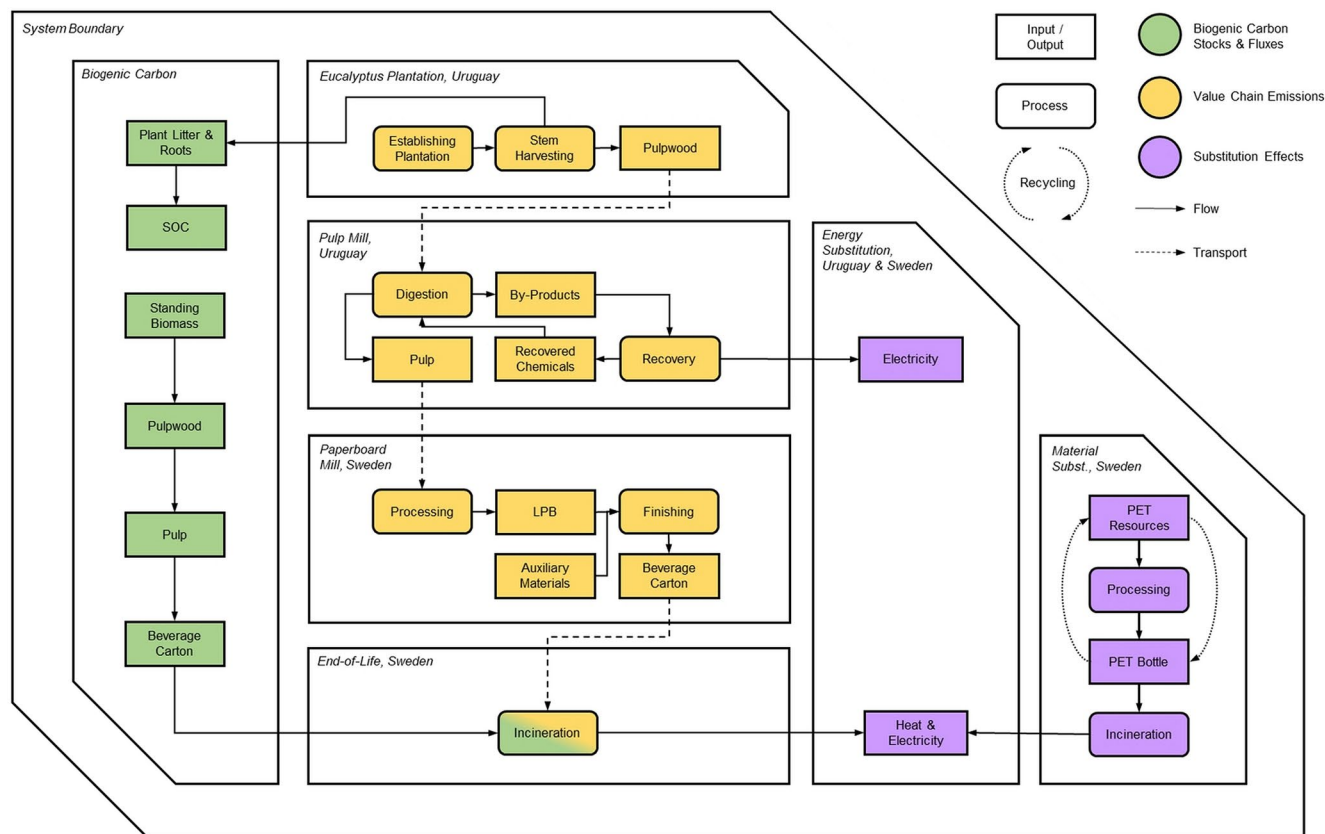 System Boundary
Biogenic Carbon
Plant Litter &
Roots
SOC
Standing
Biomass
Pulpwood
Pulp
Beverage
Carton
Eucalyptus Plantation, Uruguay
Establishing
Plantation
Stem
Harvesting
Pulpwood
Pulp Mill,
Uruguay
Digestion
By-Products
Pulp
Recovered
Chemicals
Recovery
Paperboard
Mill, Sweden
Processing
LPB
Finishing
Auxiliary
Materials
Beverage
Carton
End-of-Life, Sweden
Incineration
Energy
Substitution,
Uruguay & Sweden
Electricity
Heat &
Electricity
Material
Subst., Sweden
PET
Resources
Processing
PET Bottle
Incineration
Input /
Output
Process
Recycling
Biogenic Carbon
Stocks & Fluxes
Value Chain Emissions
Substitution Effects
Flow
Transport